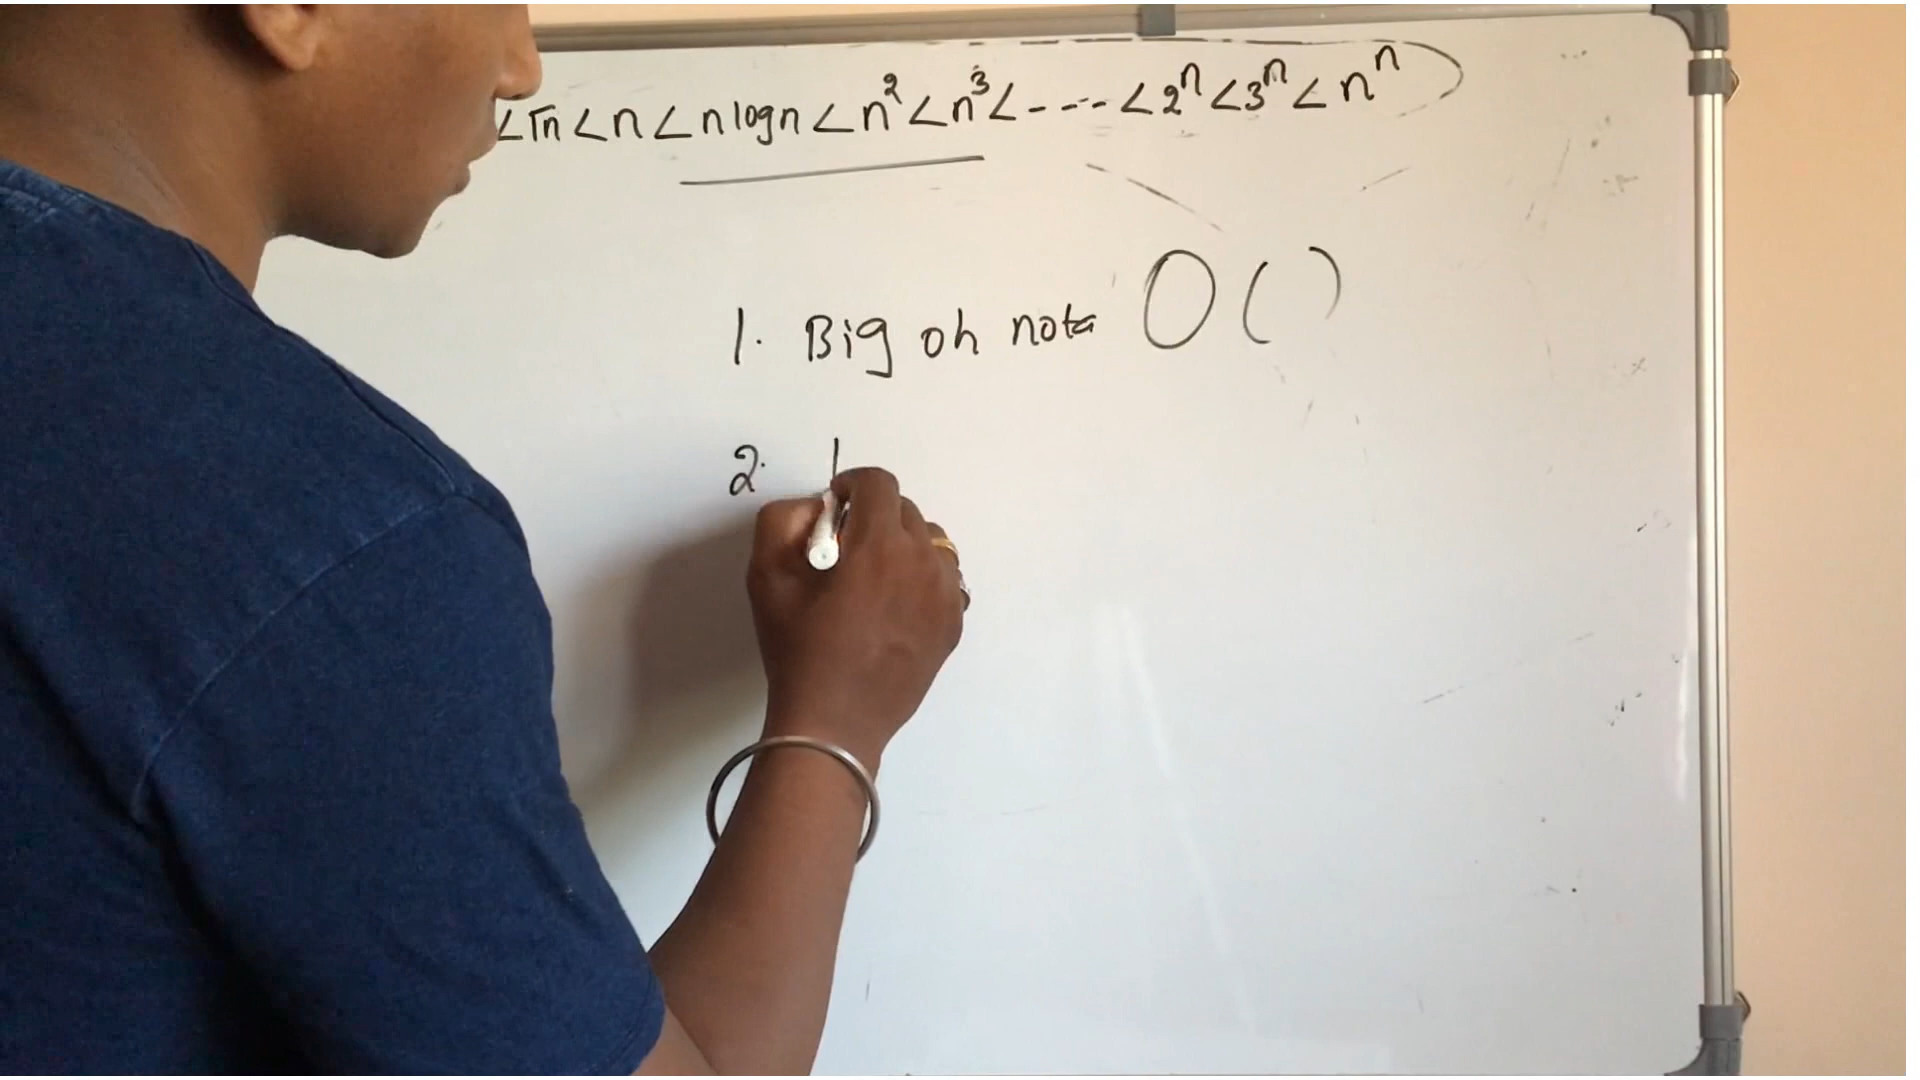 <√n<n<nlogn<n²<n³<----<2ⁿ<3ⁿ<nⁿ
1. Big oh nota O( )
2.